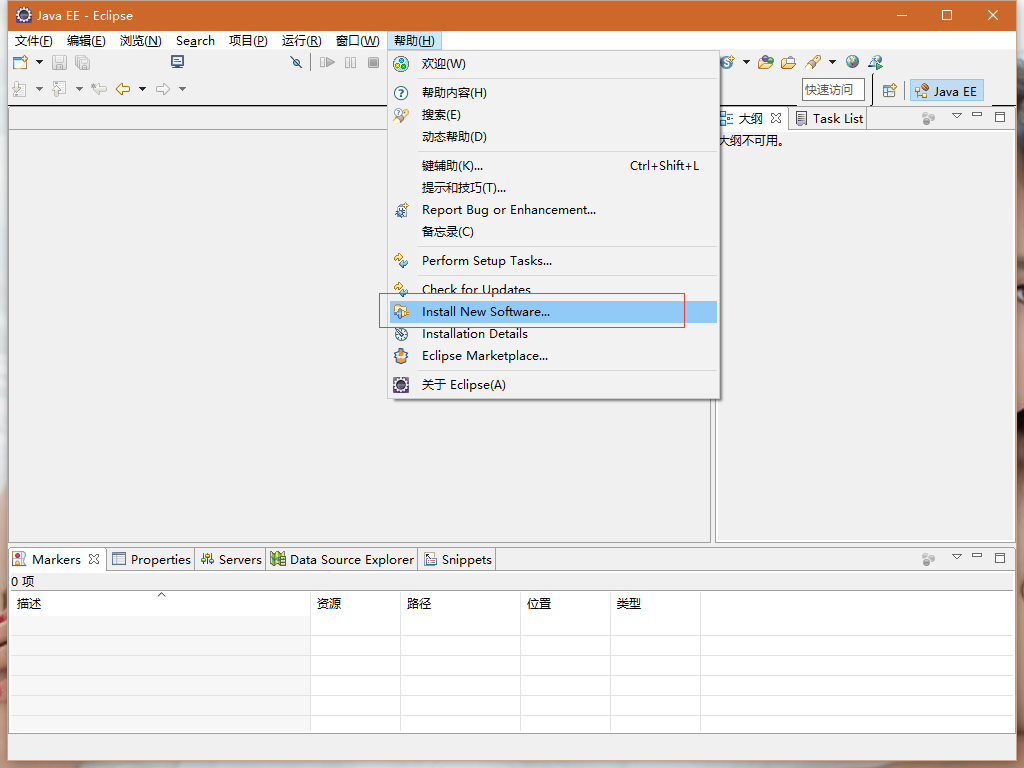 Java EE - Eclipse
文件(F) 编辑(E) 浏览(N) Search 项目(P) 运行(R) 窗口(W) 帮助(H)
欢迎(W)
帮助内容(H)
搜索(E)
动态帮助(D)
键辅助(K)... Ctrl+Shift+L
提示和技巧(T)...
Report Bug or Enhancement...
备忘录(C)
Perform Setup Tasks...
Check for Updates
Install New Software...
Installation Details
Eclipse Marketplace...
关于 Eclipse(A)
快速访问 Java EE
大纲 Task List
大纲不可用。
Markers Properties Servers Data Source Explorer Snippets
0 项
描述 资源 路径 位置 类型